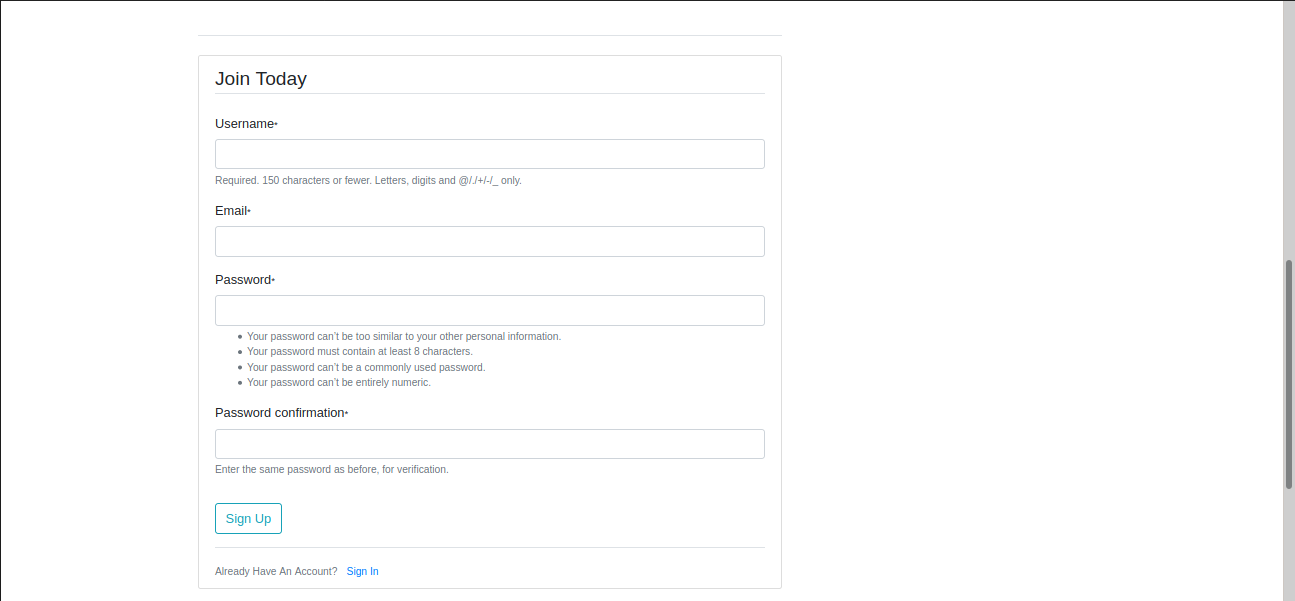 Join Today
Username*
Required. 150 characters or fewer. Letters, digits and @/./+/-/_ only.
Email*
Password*
Your password can't be too similar to your other personal information.
Your password must contain at least 8 characters.
Your password can't be a commonly used password.
Your password can't be entirely numeric.
Password confirmation*
Enter the same password as before, for verification.
Sign Up
Already Have An Account? Sign In